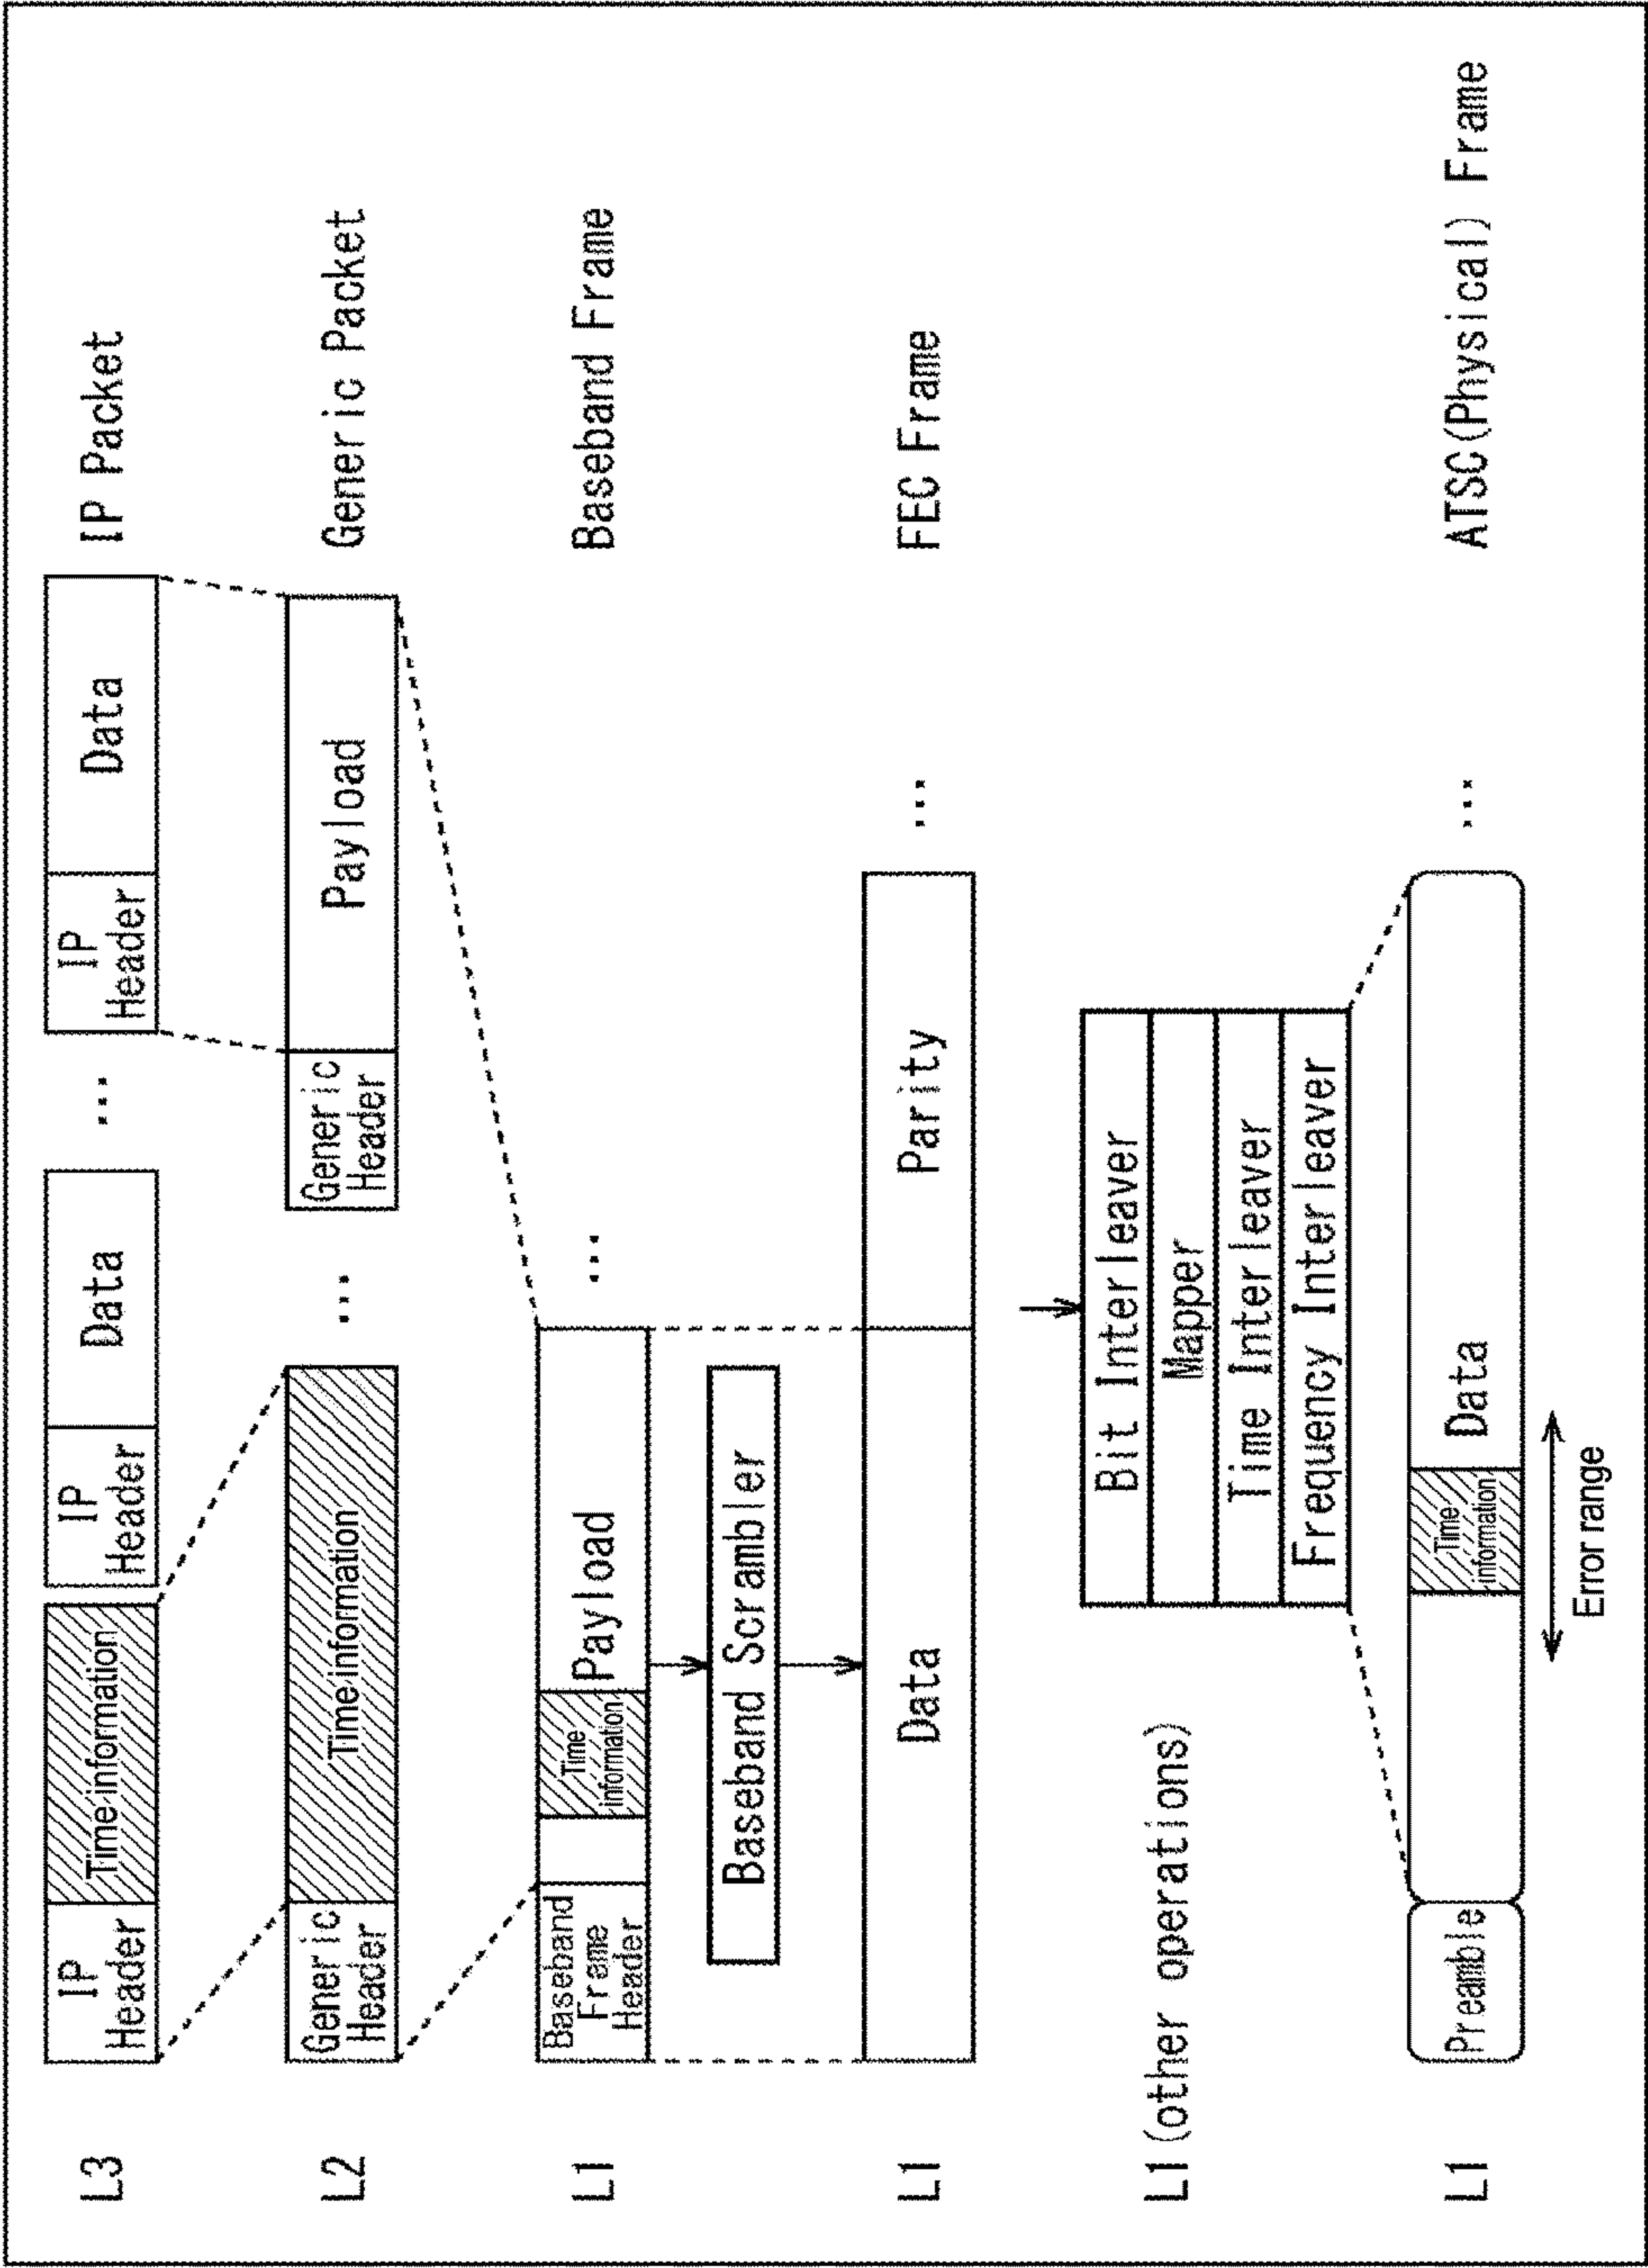 L3
IP
Header
Time information
IP
Header
Data
...
IP
Header
Data
IP Packet
L2
Generic
Header
Time information
...
Generic
Header
Payload
Generic Packet
L1
Baseband
Frame
Header
Time
information
Payload
...
Baseband Frame
Baseband Scrambler
L1
Data
Parity
...
FEC Frame
L1(other operations)
Bit Interleaver
Mapper
Time Interleaver
Frequency Interleaver
L1
Preamble
Time
information
Data
...
ATSC(Physical) Frame
Error range